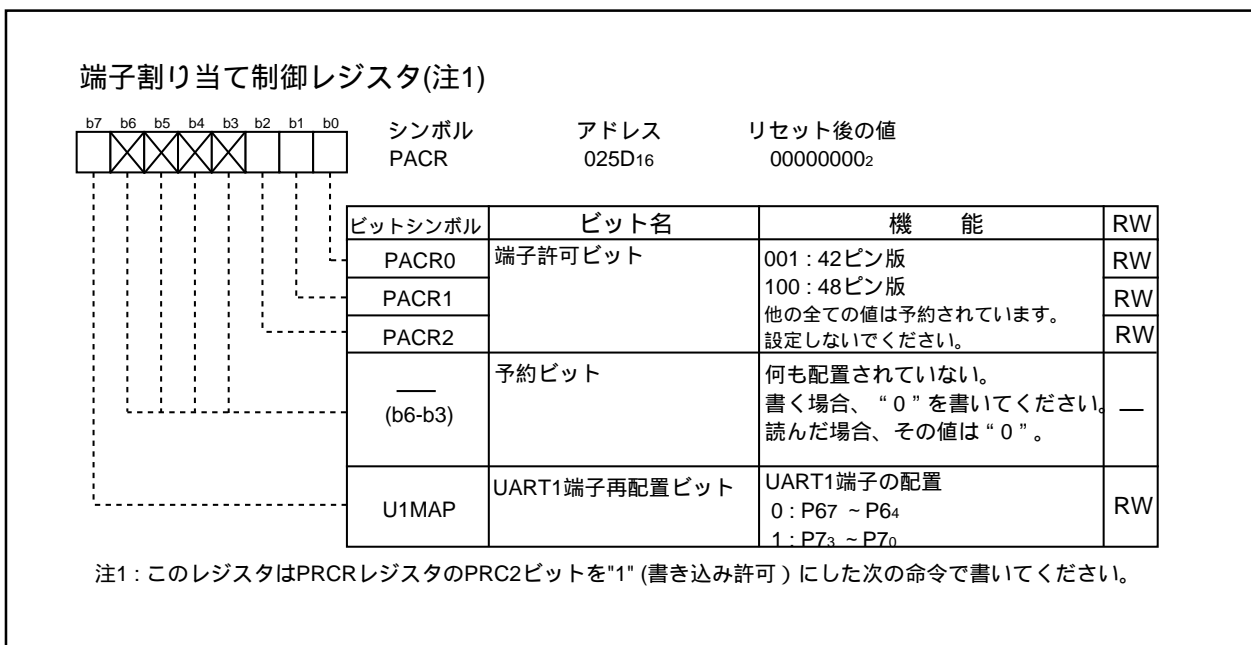 端子割り当て制御レジスタ(注1)
b7 b6 b5 b4 b3 b2 b1 b0
シンボル アドレス リセット後の値
PACR 025D16 000000002
ビットシンボル ビット名 機 能 RW
PACR0 端子許可ビット 001 : 42ピン版 RW
100 : 48ピン版
PACR1 RW
他の全ての値は予約されています。
PACR2 設定しないでください。 RW
予約ビット 何も配置されていない。
― 書く場合、“ 0 ” を書いてください。 ―
(b6-b3) 読んだ場合、その値は “ 0 ” 。
UART1端子再配置ビット UART1端子の配置
U1MAP 0 : P67 ~ P64 RW
1 : P73 ~ P70
注1 : このレジスタはPRCRレジスタのPRC2ビットを"1" (書き込み許可 ) にした次の命令で書いてください。